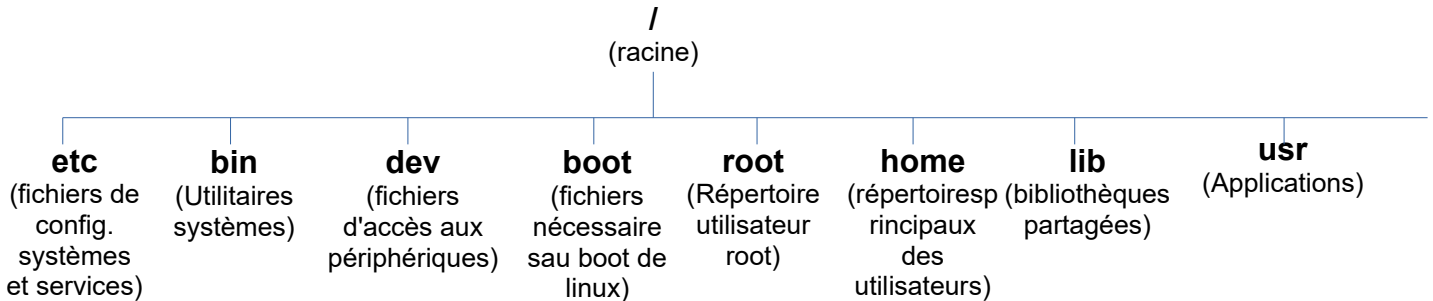 /
(racine)
etc
(fichiers de
config.
systèmes
et services)
bin
(Utilitaires
systèmes)
dev
(fichiers
d'accès aux
périphériques)
boot
(fichiers
nécessaire
sau boot de
linux)
root
(Répertoire
utilisateur
root)
home
(répertoiresp
rincipaux
des
utilisateurs)
lib
(bibliothèques
partagées)
usr
(Applications)